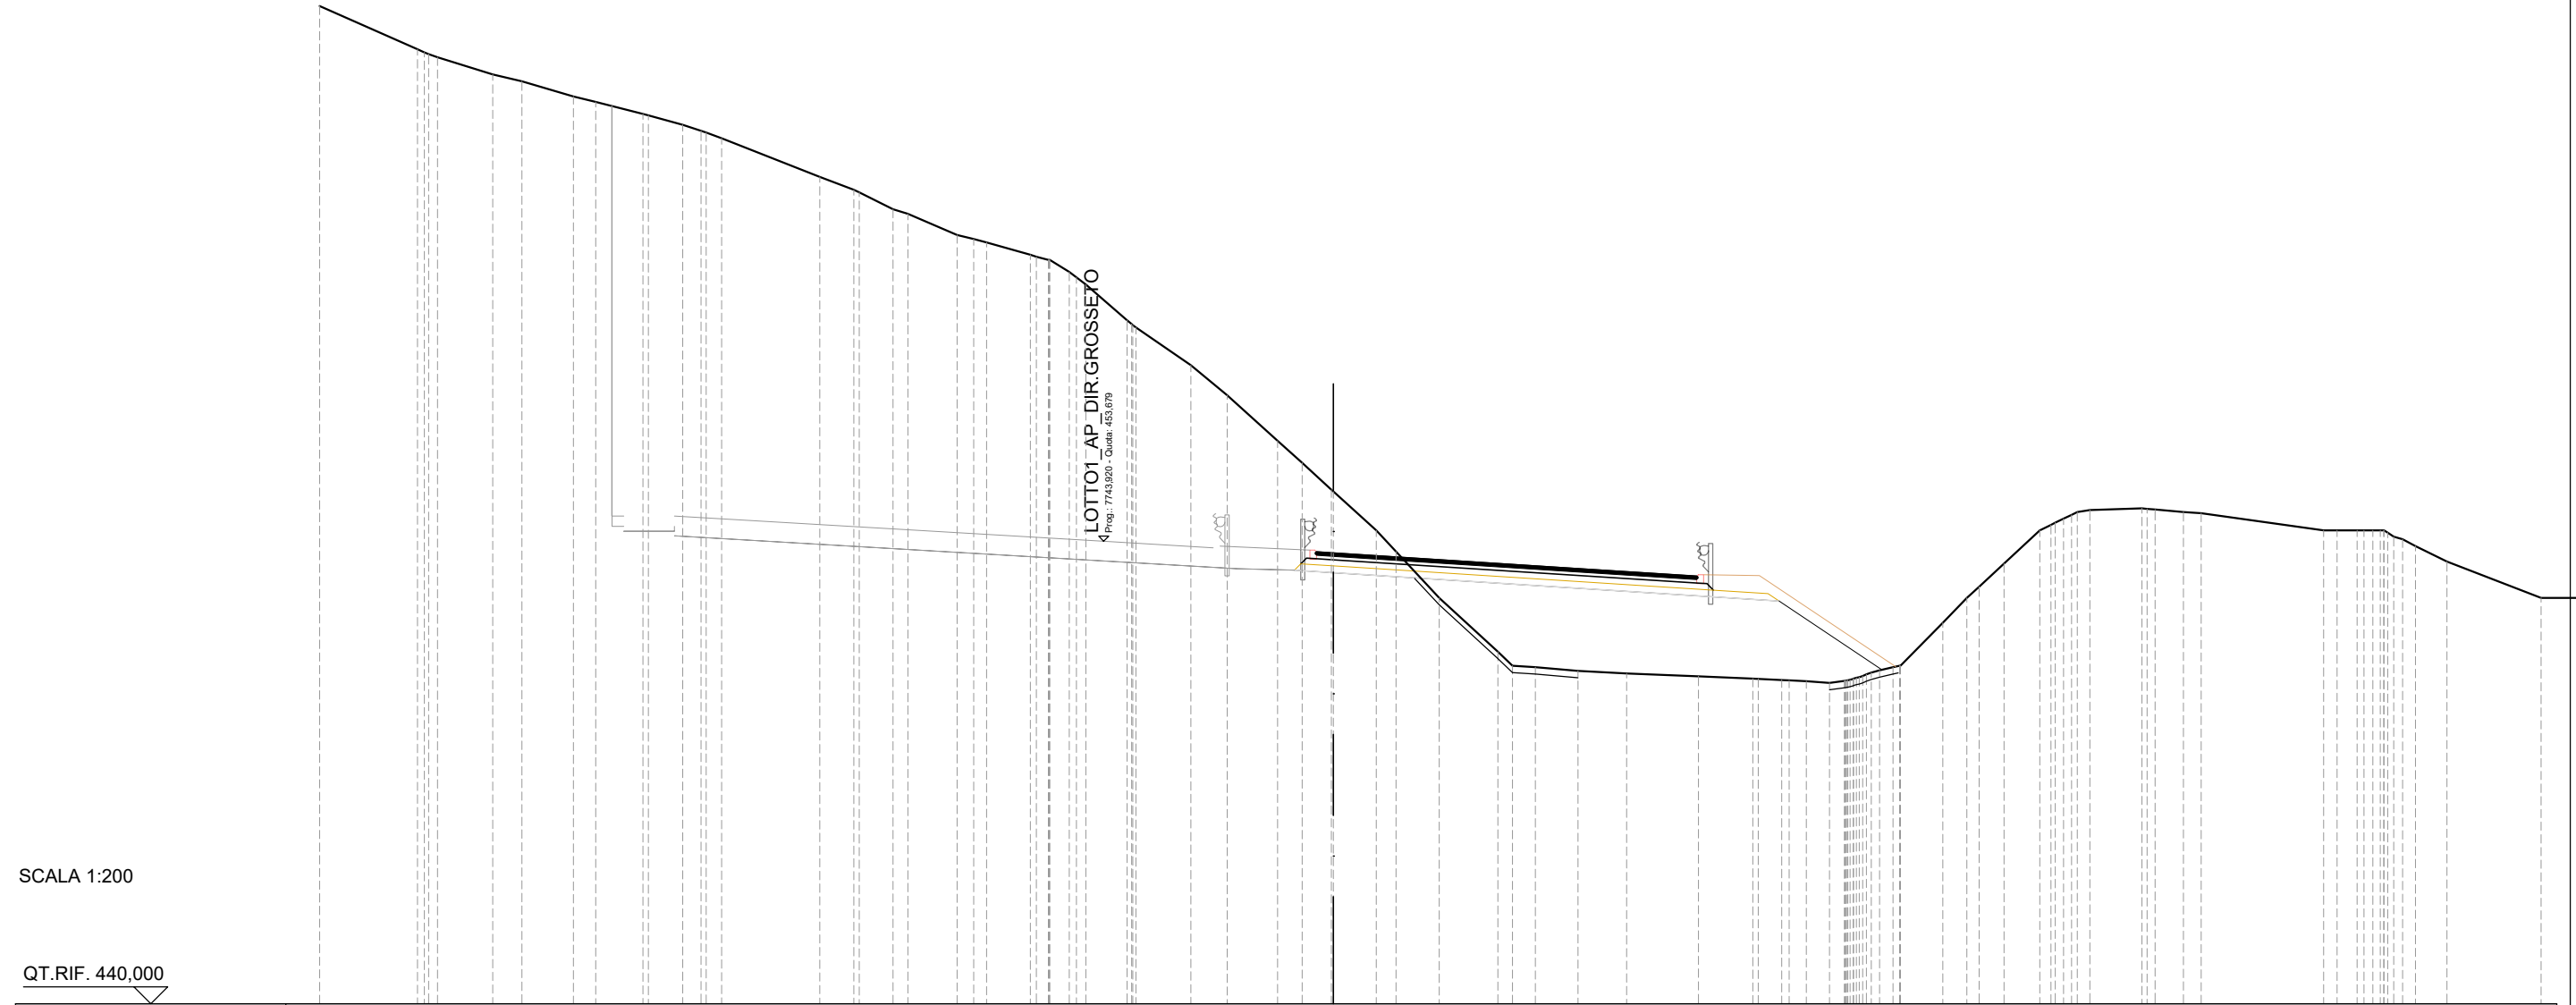 LOTTO1_AP_DIR.GROSSETO
Prog.: 7743,920 - Quota: 453,679
SCALA 1:200
QT.RIF. 440,000